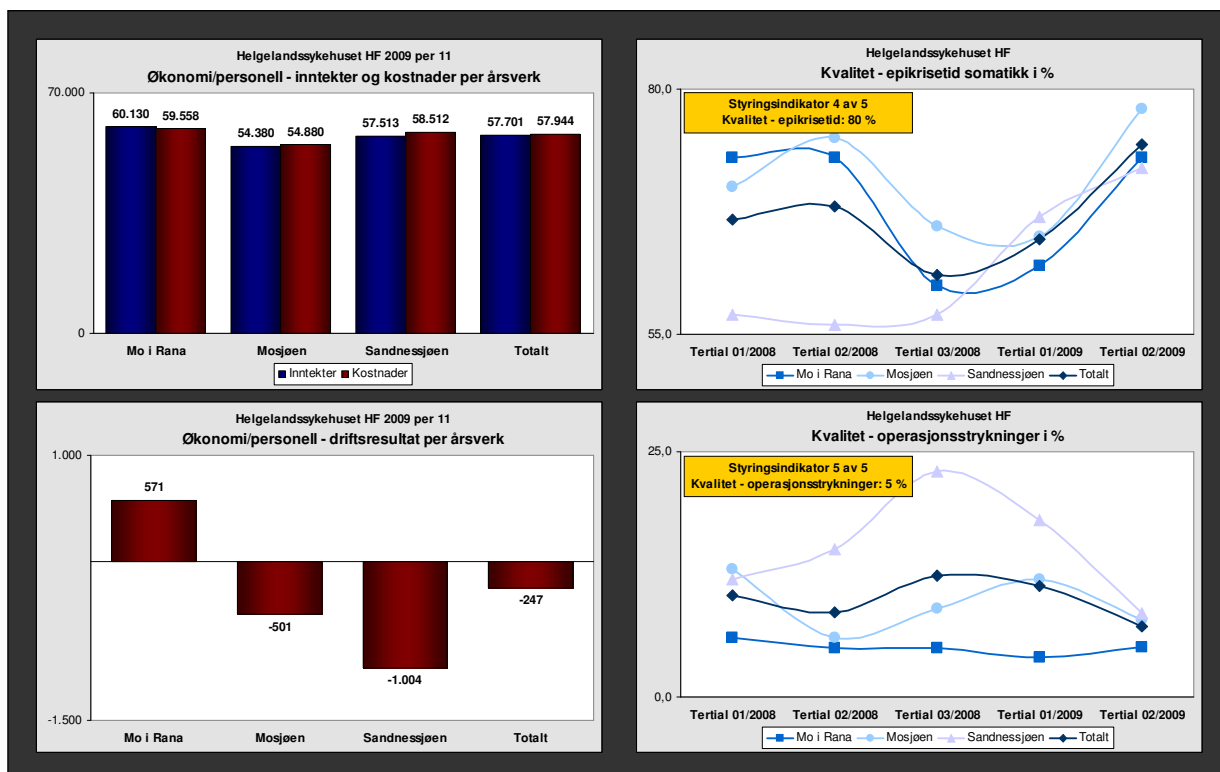 Helgelandssykehuset HF 2009 per 11
Økonomi/personell - inntekter og kostnader per årsverk
70.000
60.130 59.558 54.380 54.880 57.513 58.512 57.701 57.944
0
Mo i Rana Mosjøen Sandnessjøen Totalt
Inntekter Kostnader
Helgelandssykehuset HF
Kvalitet - epikrisetid somatikk i %
80,0
Styringsindikator 4 av 5
Kvalitet - epikrisetid: 80 %
55,0
Tertial 01/2008 Tertial 02/2008 Tertial 03/2008 Tertial 01/2009 Tertial 02/2009
Mo i Rana Mosjøen Sandnessjøen Totalt
Helgelandssykehuset HF 2009 per 11
Økonomi/personell - driftsresultat per årsverk
1.000
571
-501
-1.004
-247
-1.500
Mo i Rana Mosjøen Sandnessjøen Totalt
Helgelandssykehuset HF
Kvalitet - operasjonsstrykninger i %
25,0
Styringsindikator 5 av 5
Kvalitet - operasjonsstrykninger: 5 %
0,0
Tertial 01/2008 Tertial 02/2008 Tertial 03/2008 Tertial 01/2009 Tertial 02/2009
Mo i Rana Mosjøen Sandnessjøen Totalt